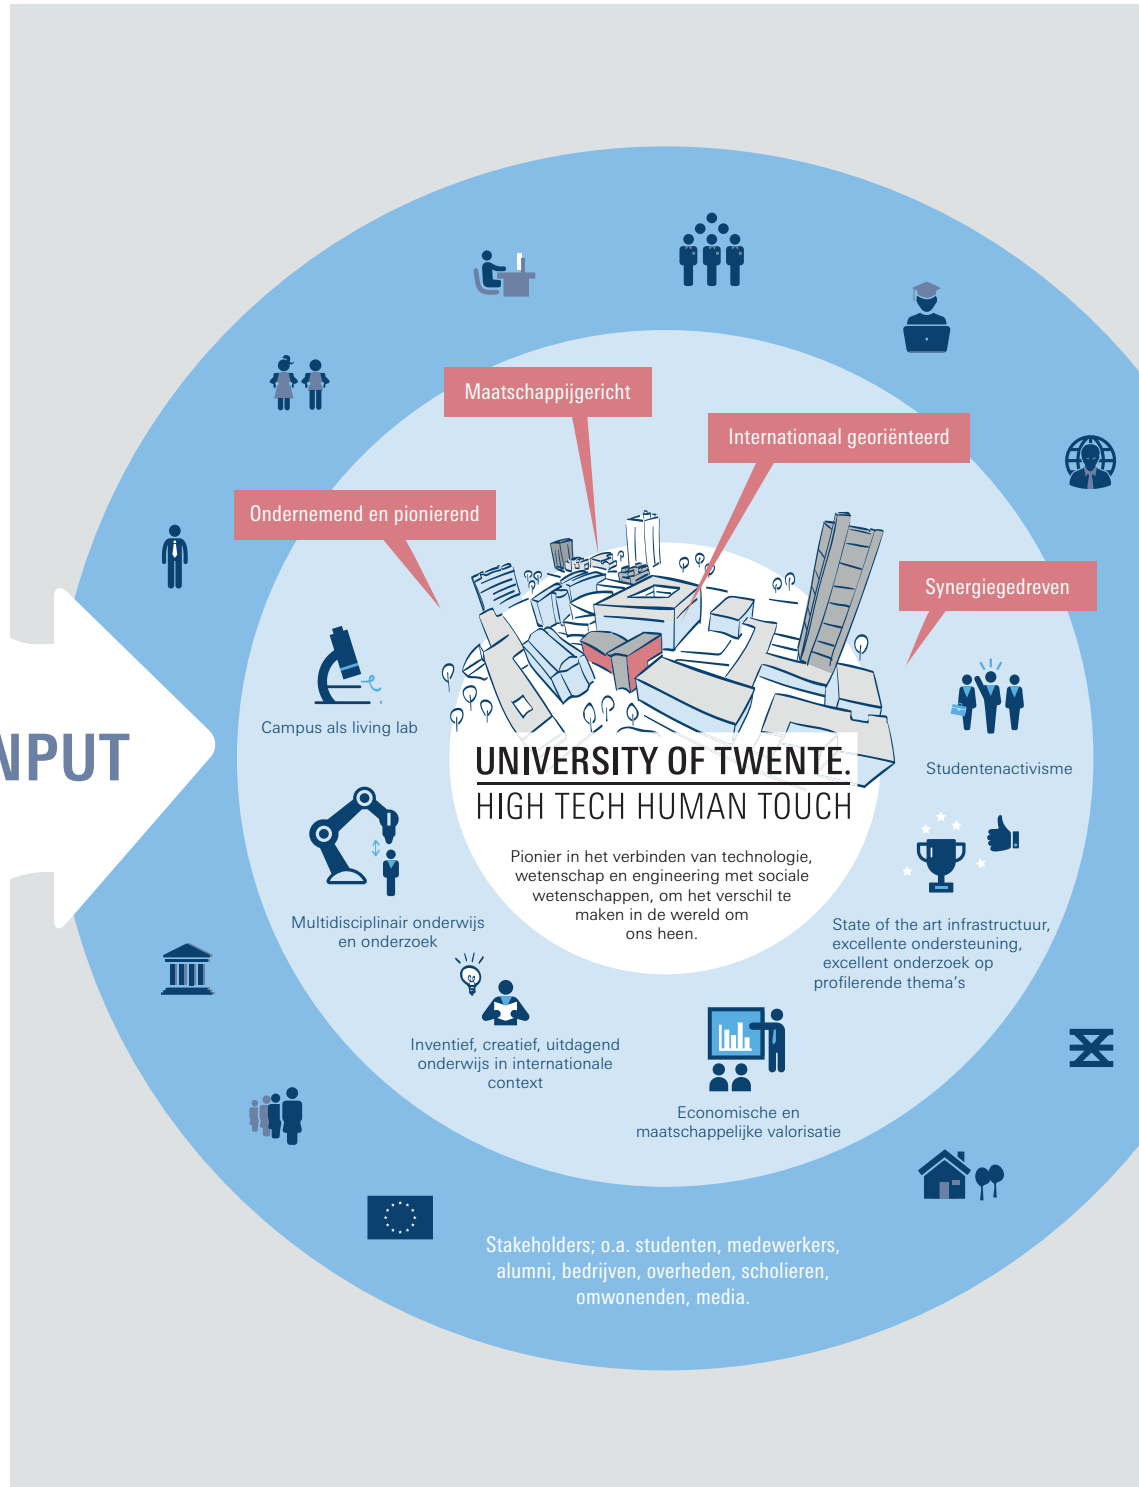 Maatschappijgericht
Internationaal georiënteerd
Ondernemend en pionierend
Synergiegedreven
NPUT
Campus als living lab
UNIVERSITY OF TWENTE.
HIGH TECH HUMAN TOUCH
Studentenactivisme
Pionier in het verbinden van technologie,
wetenschap en engineering met sociale
wetenschappen, om het verschil te
maken in de wereld om
ons heen.
Multidisciplinair onderwijs
en onderzoek
State of the art infrastructuur,
excellente ondersteuning,
excellent onderzoek op
profilerende thema's
Inventief, creatief, uitdagend
onderwijs in internationale
context
Economische en
maatschappelijke valorisatie
Stakeholders; o.a. studenten, medewerkers,
alumni, bedrijven, overheden, scholieren,
omwonenden, media.